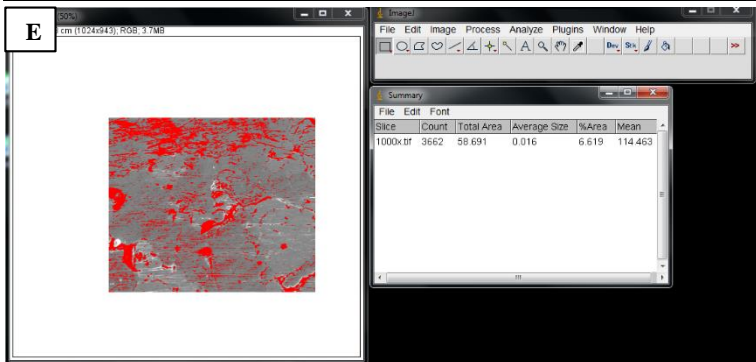 E
(50%)
cm (1024x943); RGB; 3.7MB
ImageJ
File Edit Image Process Analyze Plugins Window Help
Dev Stk >>
Summary
File Edit Font
Slice Count Total Area Average Size %Area Mean
1000x.tif 3662 58.691 0.016 6.619 114.463